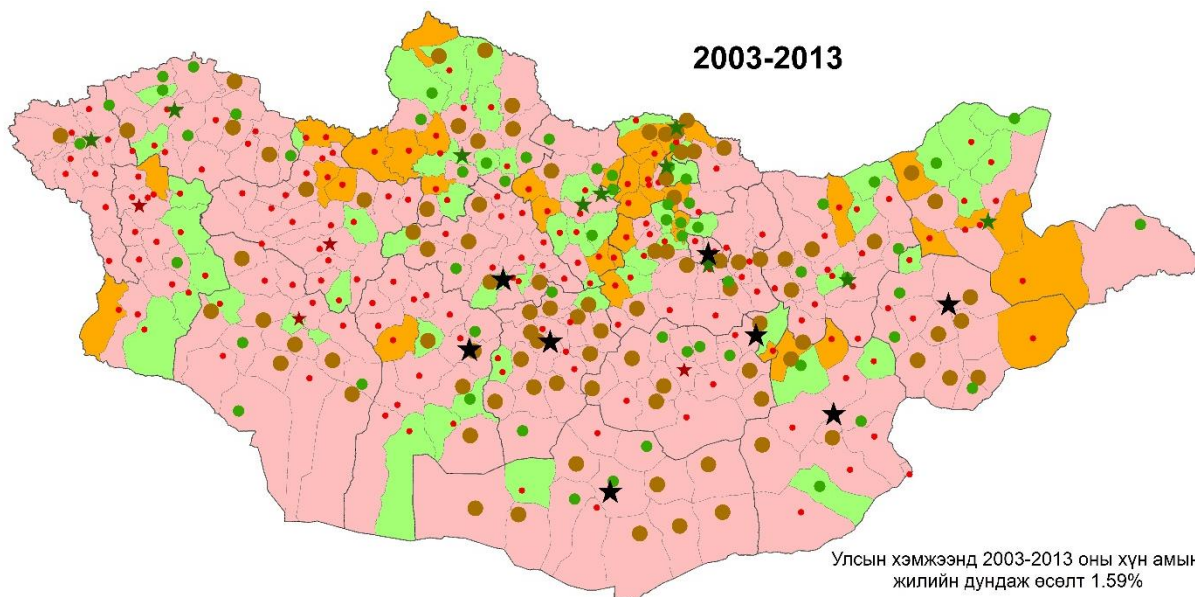 2003-2013
Улсын хэмжээнд 2003-2013 оны хүн амын
жилийн дундаж өсөлт 1.59%